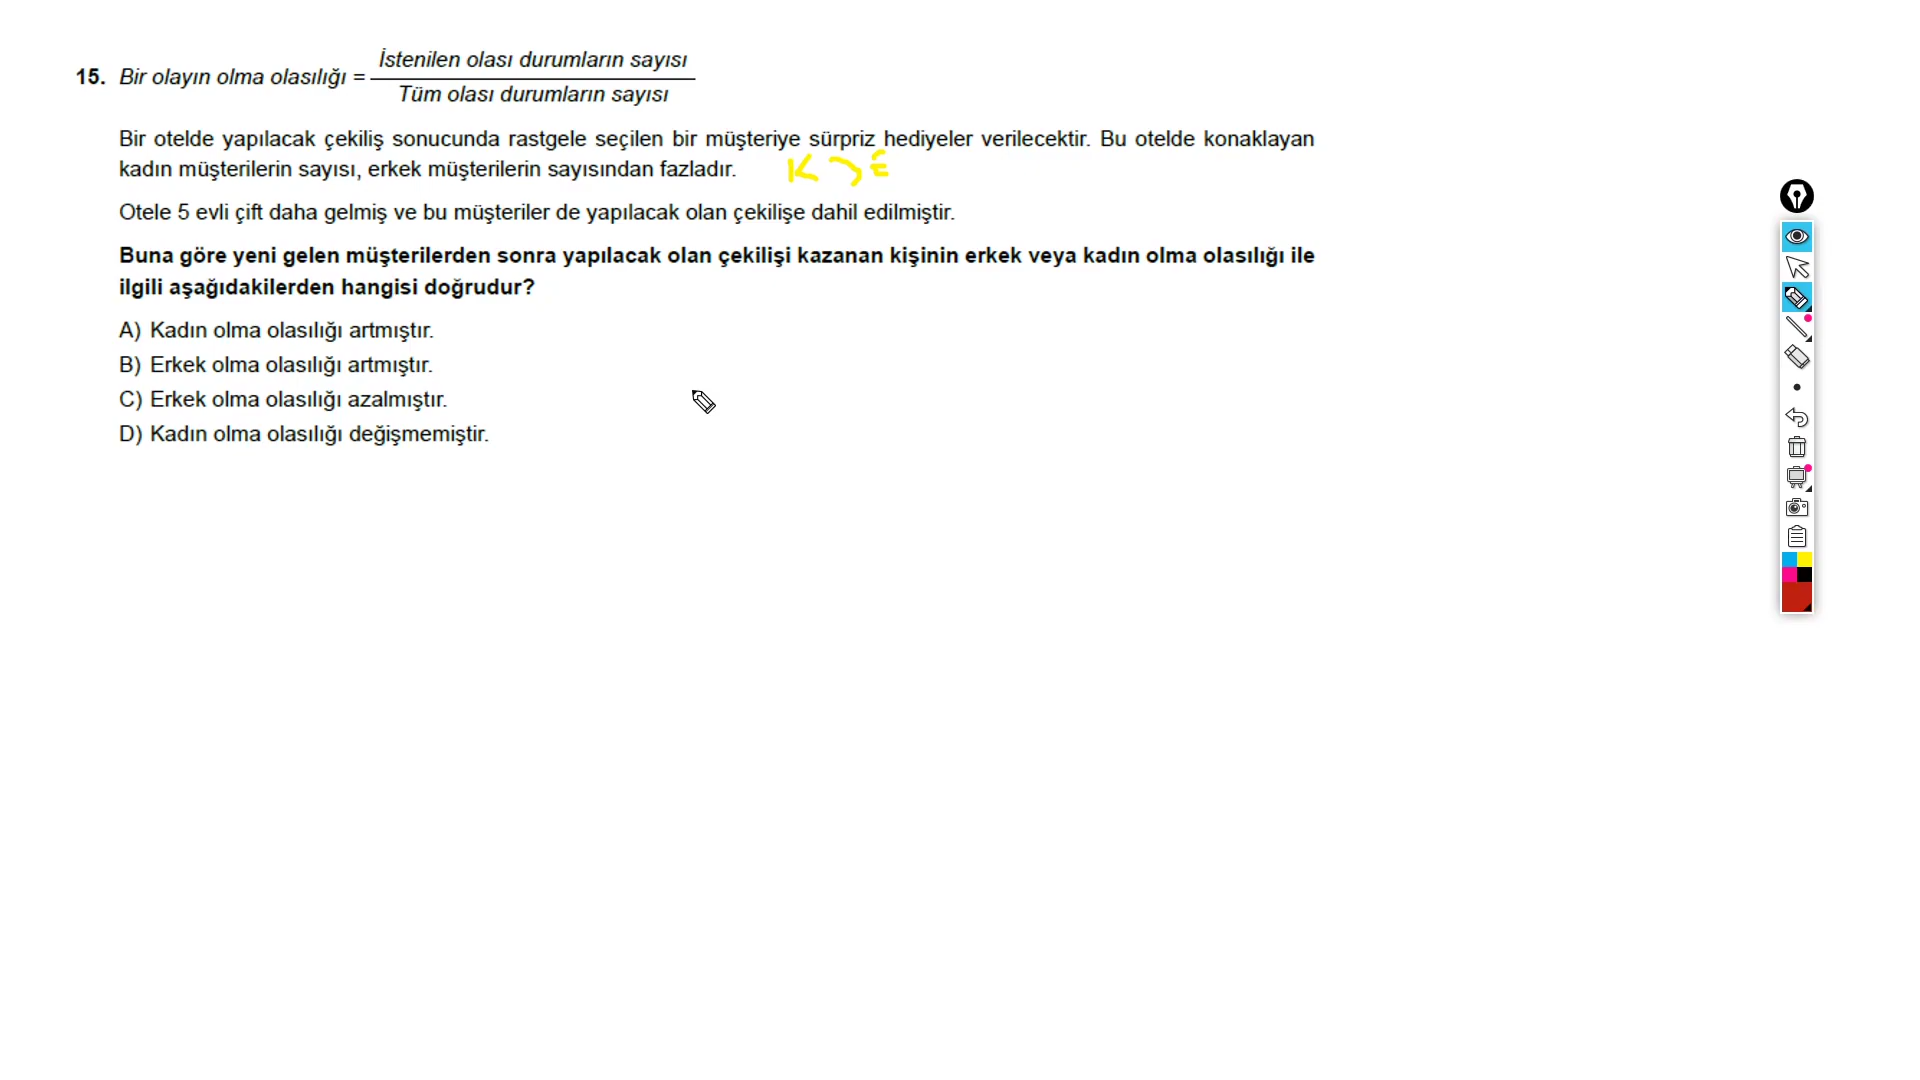 15. Bir olayın olma olasılığı = İstenilen olası durumların sayısı
Tüm olası durumların sayısı
Bir otelde yapılacak çekiliş sonucunda rastgele seçilen bir müşteriye sürpriz hediyeler verilecektir. Bu otelde konaklayan
kadın müşterilerin sayısı, erkek müşterilerin sayısından fazladır. K > E
Otele 5 evli çift daha gelmiş ve bu müşteriler de yapılacak olan çekilişe dahil edilmiştir.
Buna göre yeni gelen müşterilerden sonra yapılacak olan çekilişi kazanan kişinin erkek veya kadın olma olasılığı ile
ilgili aşağıdakilerden hangisi doğrudur?
A) Kadın olma olasılığı artmıştır.
B) Erkek olma olasılığı artmıştır.
C) Erkek olma olasılığı azalmıştır.
D) Kadın olma olasılığı değişmemiştir.